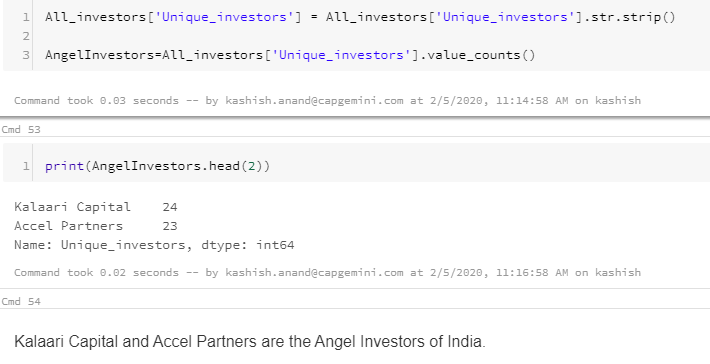 1 All_investors['Unique_investors'] = All_investors['Unique_investors'].str.strip()
2
3 AngelInvestors=All_investors['Unique_investors'].value_counts()
Command took 0.03 seconds -- by kashish.anand@capgemini.com at 2/5/2020, 11:14:58 AM on kashish
Cmd 53
1 print(AngelInvestors.head(2))
Kalaari Capital    24
Accel Partners     23
Name: Unique_investors, dtype: int64
Command took 0.02 seconds -- by kashish.anand@capgemini.com at 2/5/2020, 11:16:58 AM on kashish
Cmd 54
Kalaari Capital and Accel Partners are the Angel Investors of India.